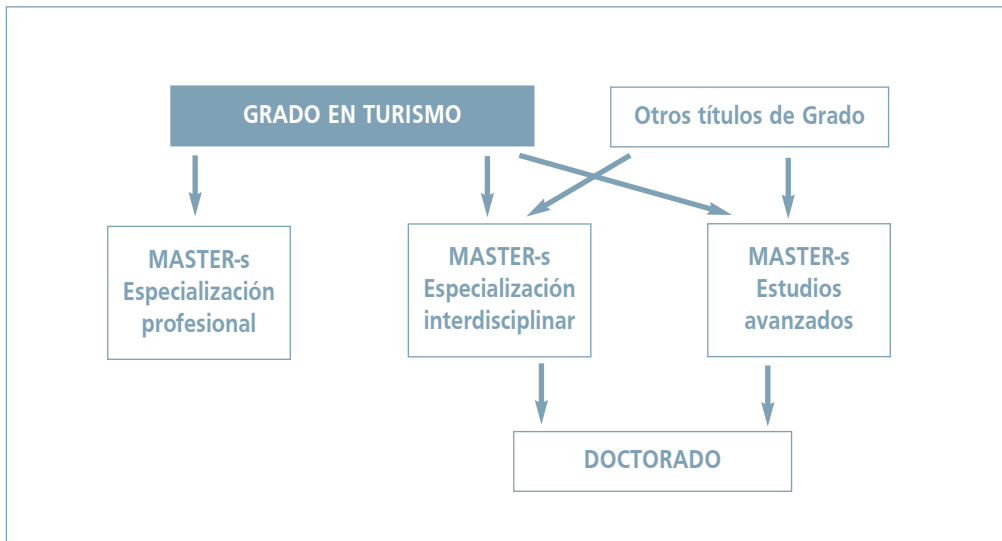 GRADO EN TURISMO
Otros títulos de Grado
MASTER-s
Especialización
profesional
MASTER-s
Especialización
interdisciplinar
MASTER-s
Estudios
avanzados
DOCTORADO